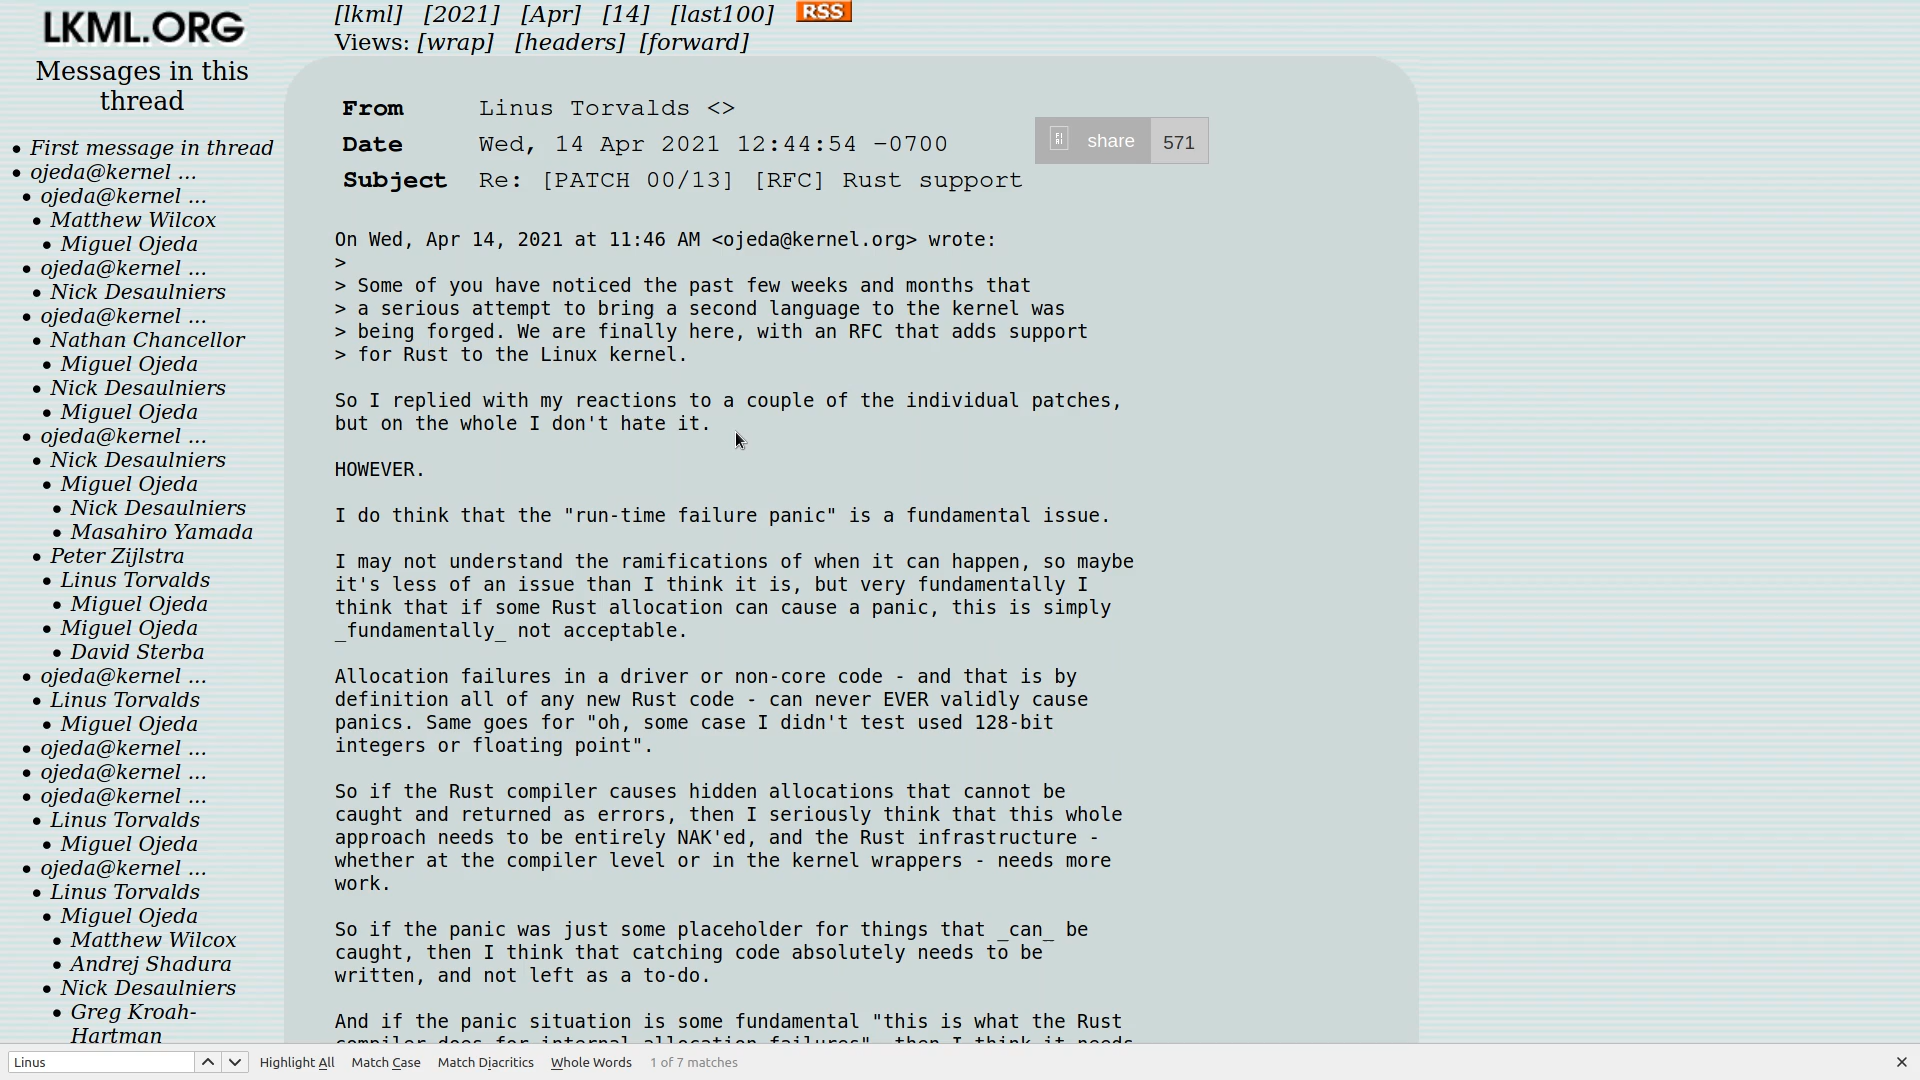 LKML.ORG
[lkml] [2021] [Apr] [14] [last100] RSS
Views: [wrap] [headers] [forward]
Messages in this
thread
First message in thread
ojeda@kernel ...
ojeda@kernel ...
Matthew Wilcox
Miguel Ojeda
ojeda@kernel ...
Nick Desaulniers
ojeda@kernel ...
Nathan Chancellor
Miguel Ojeda
Nick Desaulniers
Miguel Ojeda
ojeda@kernel ...
Nick Desaulniers
Miguel Ojeda
Nick Desaulniers
Masahiro Yamada
Peter Zijlstra
Linus Torvalds
Miguel Ojeda
Miguel Ojeda
David Sterba
ojeda@kernel ...
Linus Torvalds
Miguel Ojeda
ojeda@kernel ...
ojeda@kernel ...
ojeda@kernel ...
Linus Torvalds
Miguel Ojeda
ojeda@kernel ...
Linus Torvalds
Miguel Ojeda
Matthew Wilcox
Andrej Shadura
Nick Desaulniers
Greg Kroah-
Hartman
From Linus Torvalds <>
Date Wed, 14 Apr 2021 12:44:54 -0700
Subject Re: [PATCH 00/13] [RFC] Rust support
share 571
On Wed, Apr 14, 2021 at 11:46 AM <ojeda@kernel.org> wrote:
>
> Some of you have noticed the past few weeks and months that
> a serious attempt to bring a second language to the kernel was
> being forged. We are finally here, with an RFC that adds support
> for Rust to the Linux kernel.
So I replied with my reactions to a couple of the individual patches,
but on the whole I don't hate it.
HOWEVER.
I do think that the "run-time failure panic" is a fundamental issue.
I may not understand the ramifications of when it can happen, so maybe
it's less of an issue than I think it is, but very fundamentally I
think that if some Rust allocation can cause a panic, this is simply
_fundamentally_ not acceptable.
Allocation failures in a driver or non-core code - and that is by
definition all of any new Rust code - can never EVER validly cause
panics. Same goes for "oh, some case I didn't test used 128-bit
integers or floating point".
So if the Rust compiler causes hidden allocations that cannot be
caught and returned as errors, then I seriously think that this whole
approach needs to be entirely NAK'ed, and the Rust infrastructure -
whether at the compiler level or in the kernel wrappers - needs more
work.
So if the panic was just some placeholder for things that _can_ be
caught, then I think that catching code absolutely needs to be
written, and not left as a to-do.
And if the panic situation is some fundamental "this is what the Rust
compiler does for internal allocation failures", then I think it needs
Linus Highlight All Match Case Match Diacritics Whole Words 1 of 7 matches